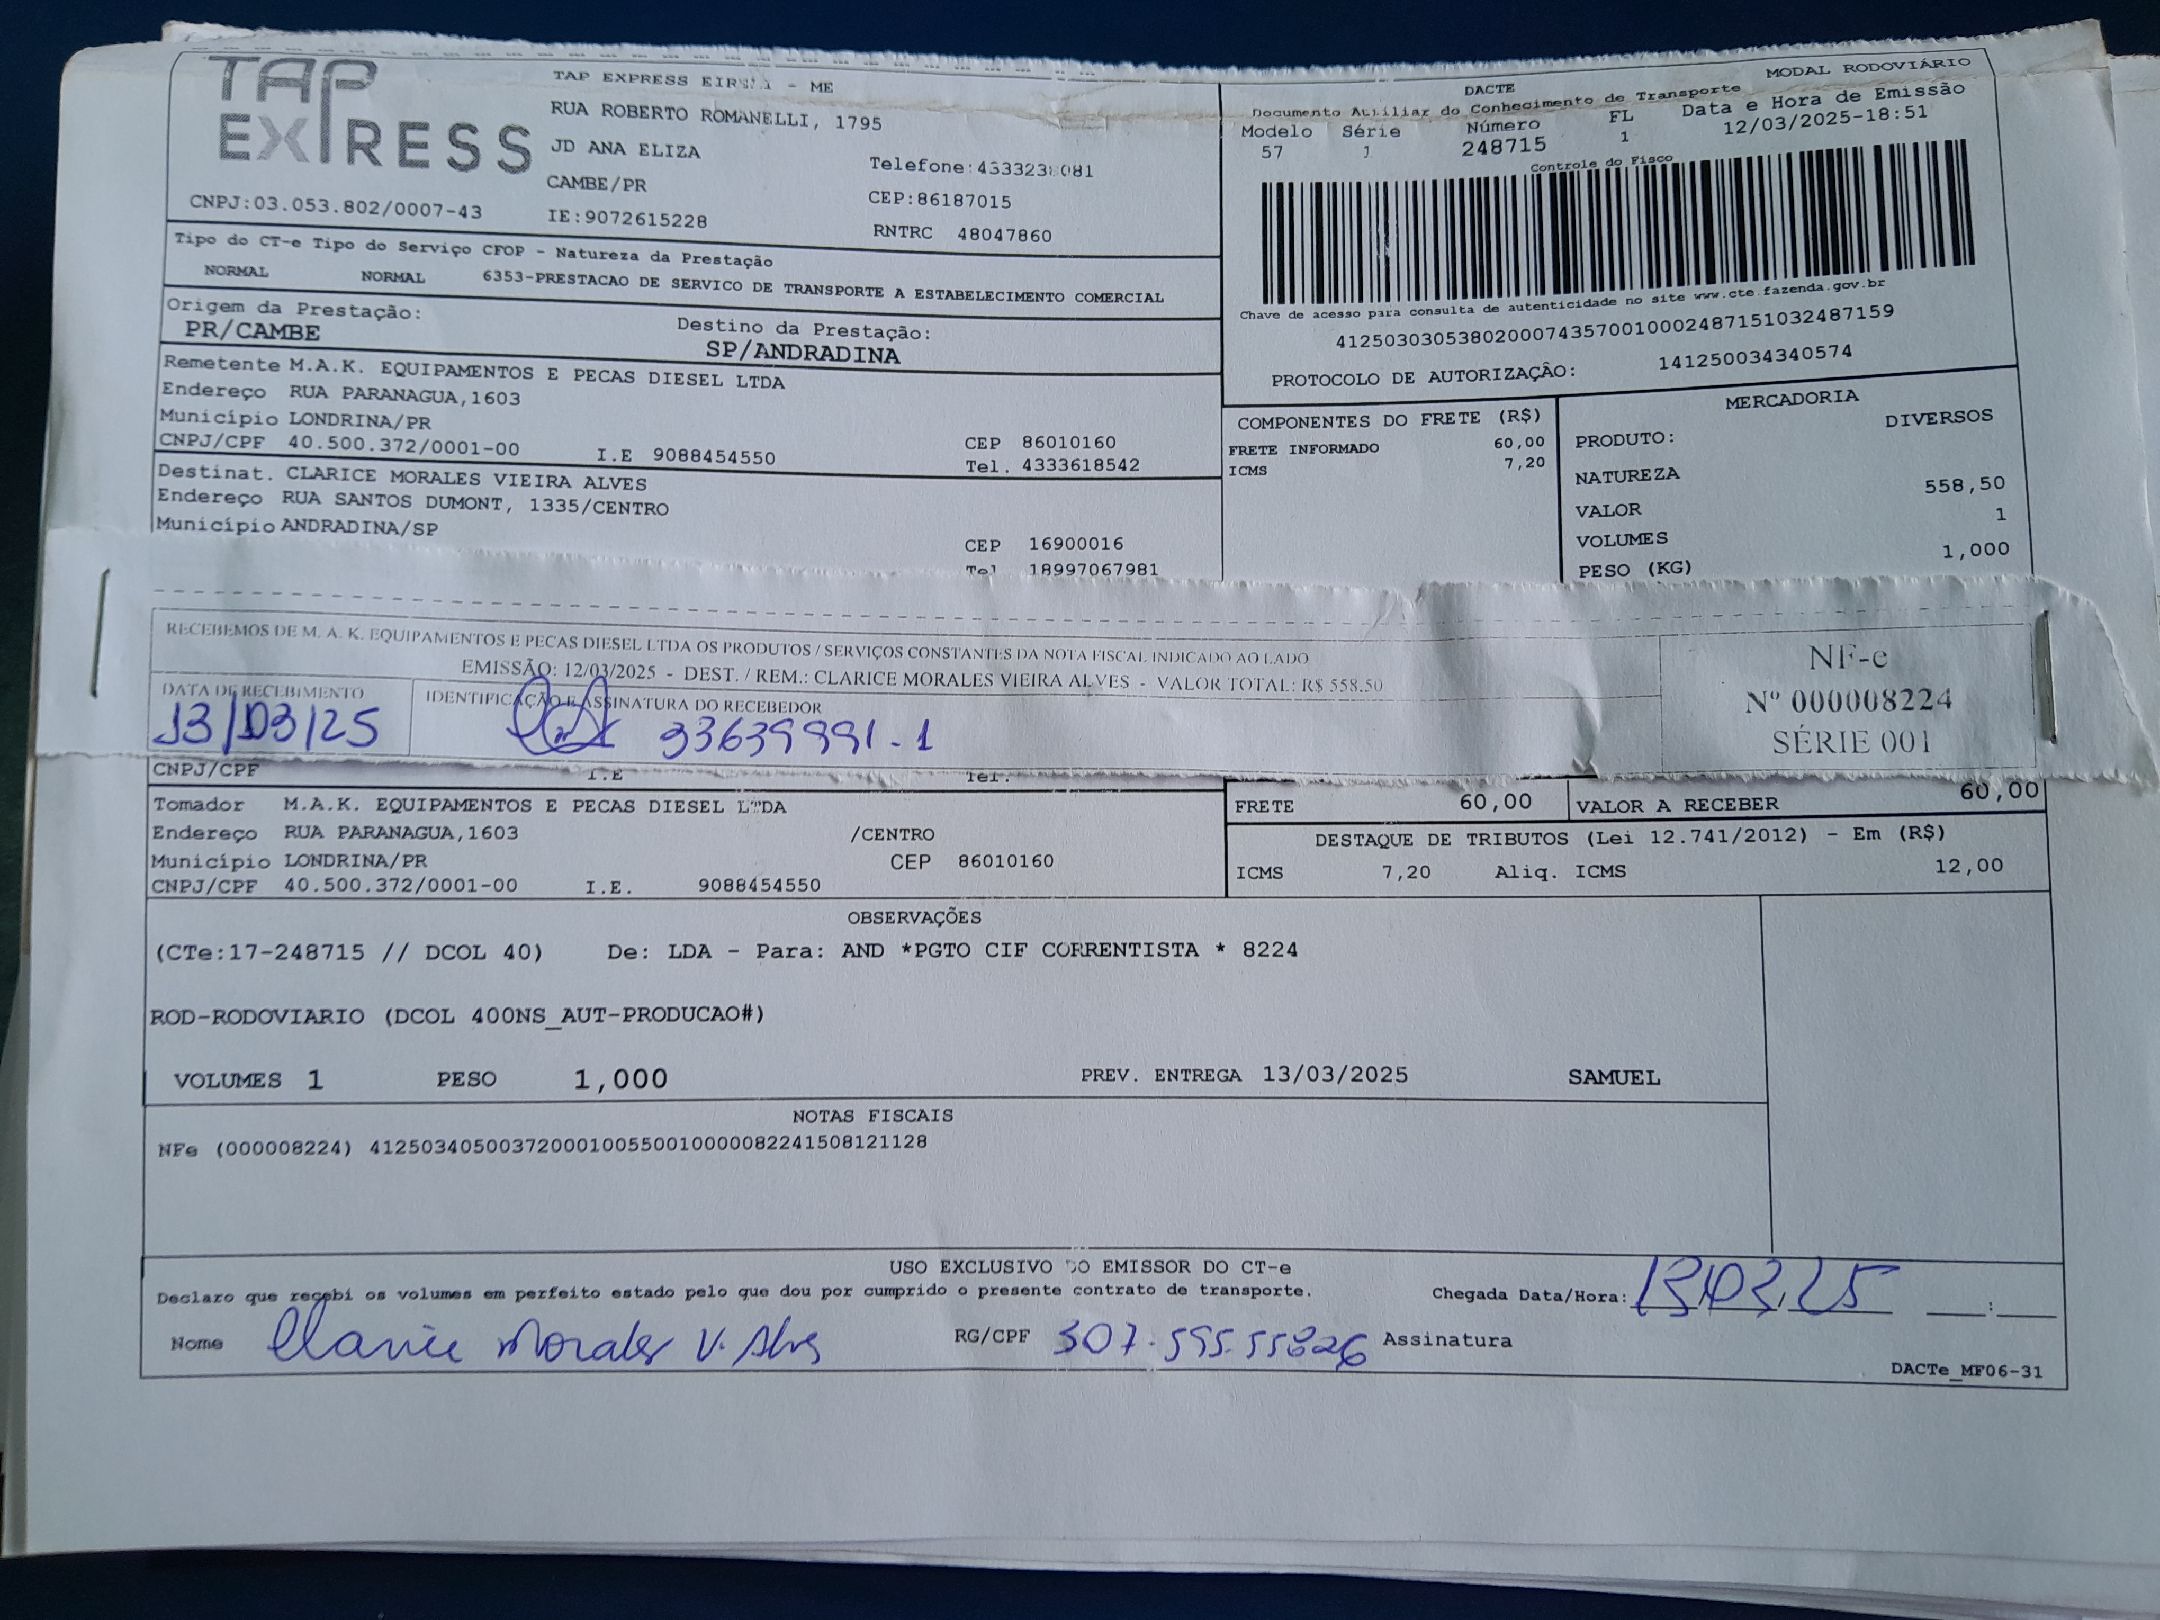 TAP EXPRESS
TAP EXPRESS - ME
RUA ROBERTO ROMANELLI, 1795
JD ANA ELIZA
CAMBE/PR
Telefone:
CEP:86187015
CNPJ:03.053.802/0007-43
IE:9072615228
RNTRC 48047860
DACTE
MODAL RODOVIÁRIO
Documento Auxiliar do Conhecimento de Transporte
Modelo Série Número FL Data e Hora de Emissão
57 1 248715 1 12/03/2025-18:51
Controle do Fisco
Chave de acesso para consulta de autenticidade no site www.cte.fazenda.gov.br
41250303053802000743570010002487151032487159
PROTOCOLO DE AUTORIZAÇÃO: 141250034340574
Tipo do CT-e Tipo do Serviço CFOP - Natureza da Prestação
NORMAL NORMAL 6353-PRESTACAO DE SERVICO DE TRANSPORTE A ESTABELECIMENTO COMERCIAL
Origem da Prestação: Destino da Prestação:
PR/CAMBE SP/ANDRADINA
Remetente M.A.K. EQUIPAMENTOS E PECAS DIESEL LTDA
Endereço RUA PARANAGUA,1603
Município LONDRINA/PR
CEP 86010160
CNPJ/CPF 40.500.372/0001-00 I.E 9088454550
Tel. 4333618542
Destinat. CLARICE MORALES VIEIRA ALVES
Endereço RUA SANTOS DUMONT, 1335/CENTRO
Município ANDRADINA/SP
CEP 16900016
Tel 18997067981
COMPONENTES DO FRETE (R$)
FRETE INFORMADO 60,00
ICMS 7,20
MERCADORIA
PRODUTO: DIVERSOS
NATUREZA
VALOR 558,50
VOLUMES 1
PESO (KG) 1,000
RECEBEMOS DE M. A. K. EQUIPAMENTOS E PECAS DIESEL LTDA OS PRODUTOS / SERVIÇOS CONSTANTES DA NOTA FISCAL INDICADO AO LADO
EMISSÃO: 12/03/2025 - DEST. / REM.: CLARICE MORALES VIEIRA ALVES - VALOR TOTAL: R$ 558,50
DATA DE RECEBIMENTO
IDENTIFICAÇÃO E ASSINATURA DO RECEBEDOR
13/03/25
33639991-1
NF-e
Nº 000008224
SÉRIE 001
CNPJ/CPF I.E Tel.
Tomador M.A.K. EQUIPAMENTOS E PECAS DIESEL LTDA
Endereço RUA PARANAGUA,1603 /CENTRO
Município LONDRINA/PR CEP 86010160
CNPJ/CPF 40.500.372/0001-00 I.E. 9088454550
FRETE 60,00
VALOR A RECEBER 60,00
DESTAQUE DE TRIBUTOS (Lei 12.741/2012) - Em (R$)
ICMS 7,20 Aliq. ICMS 12,00
OBSERVAÇÕES
(CTe:17-248715 // DCOL 40) De: LDA - Para: AND *PGTO CIF CORRENTISTA * 8224
ROD-RODOVIARIO (DCOL 400NS_AUT-PRODUCAO#)
VOLUMES 1 PESO 1,000 PREV. ENTREGA 13/03/2025 SAMUEL
NOTAS FISCAIS
NFe (000008224) 41250340500372000100550010000082241508121128
USO EXCLUSIVO DO EMISSOR DO CT-e
Declaro que recebi os volumes em perfeito estado pelo que dou por cumprido o presente contrato de transporte.
Chegada Data/Hora: 13,03,25 :
Nome Clarice Morales V. Alves RG/CPF 307.595.55826 Assinatura
DACTe_MF06-31